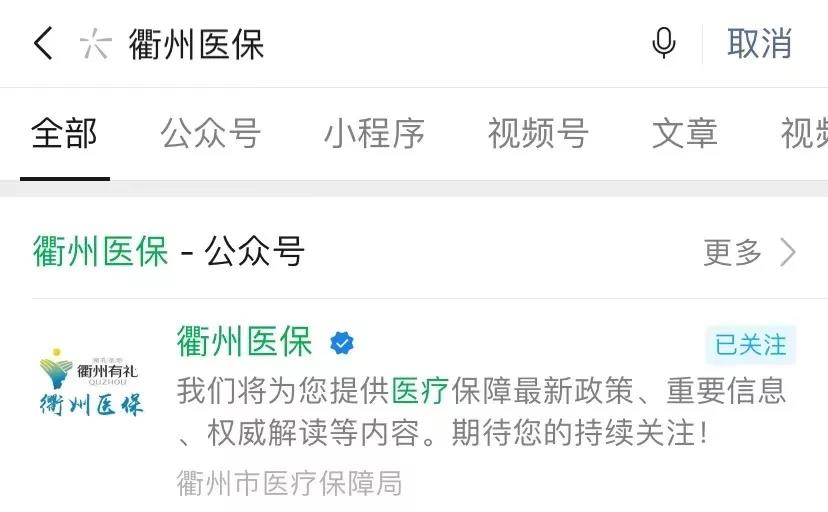 衢州医保
取消
全部 公众号 小程序 视频号 文章 视频
衢州医保 - 公众号
更多
衢州医保
已关注
衢州有礼
QUZHOU
衢州医保
我们将为您提供医疗保障最新政策、重要信息
、权威解读等内容。期待您的持续关注!
衢州市医疗保障局